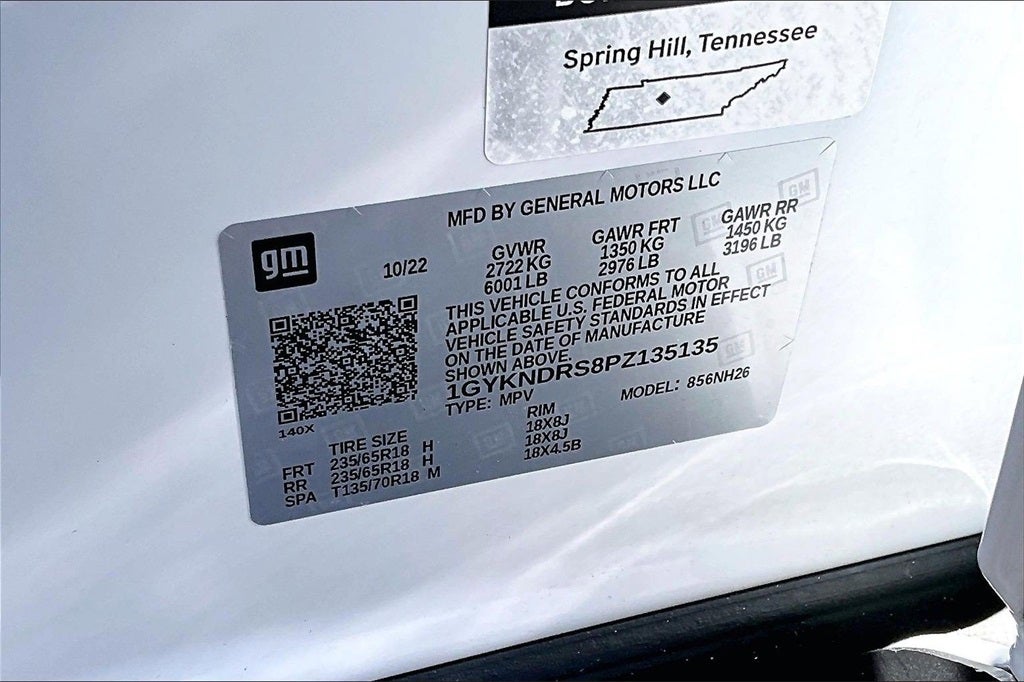 Spring Hill, Tennessee
MFD BY GENERAL MOTORS LLC
gm
10/22
GVWR
2722 KG
6001 LB
GAWR FRT
1350 KG
2976 LB
GAWR RR
1450 KG
3196 LB
THIS VEHICLE CONFORMS TO ALL
APPLICABLE U.S. FEDERAL MOTOR
VEHICLE SAFETY STANDARDS IN EFFECT
ON THE DATE OF MANUFACTURE
SHOWN ABOVE.
1GYKNDRS8PZ135135
TYPE: MPV
MODEL: 856NH26
140X
TIRE SIZE RIM
FRT 235/65R18 H 18X8J
RR 235/65R18 H 18X8J
SPA T135/70R18 M 18X4.5B